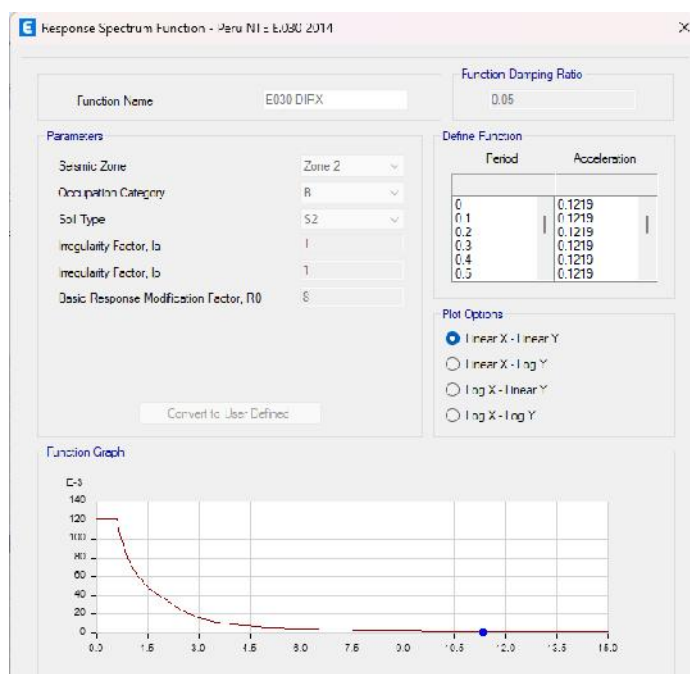 Response Spectrum Function - Peru NTE E.030 2014
Function Name
E030 DIRX
Function Damping Ratio
0.05
Parameters
Seismic Zone
Zone 2
Occupation Category
B
Soil Type
S2
Irregularity Factor, Ia
1
Irregularity Factor, Ip
1
Basic Response Modification Factor, R0
8
Convert to User Defined
Define Function
Period Acceleration
0 0.1219
0.1 0.1219
0.2 0.1219
0.3 0.1219
0.4 0.1219
0.5 0.1219
Plot Options
Linear X - Linear Y
Linear X - Log Y
Log X - Linear Y
Log X - Log Y
Function Graph
E-3
140
120
100
80
60
40
20
0
0.0 1.5 3.0 4.5 6.0 7.5 9.0 10.5 12.0 13.5 15.0